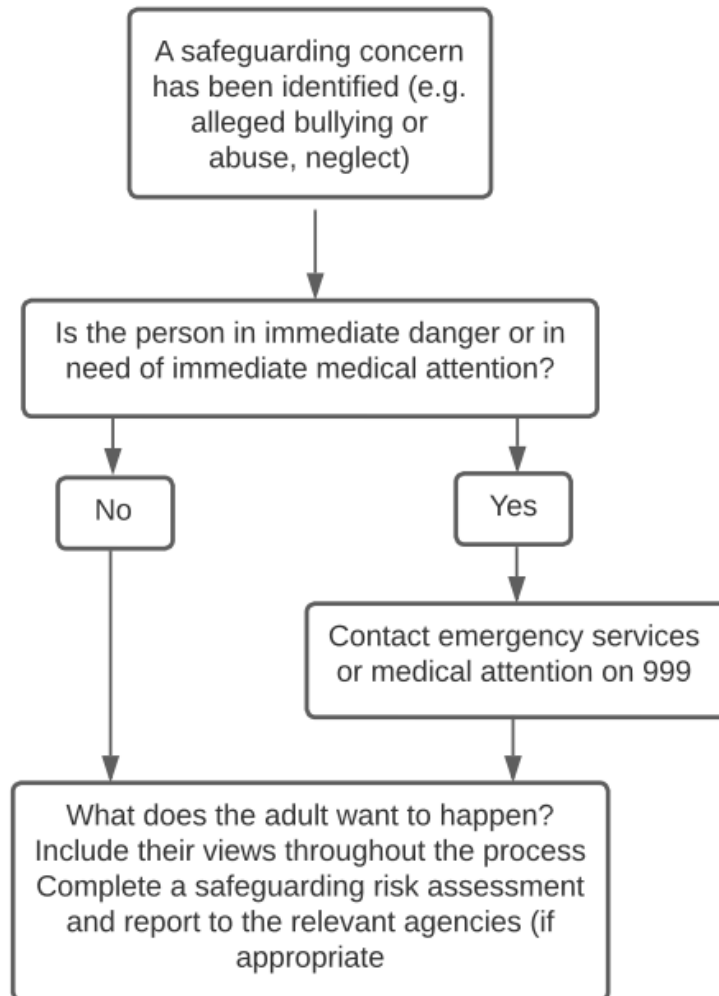 A safeguarding concern
has been identified (e.g.
alleged bullying or
abuse, neglect)
Is the person in immediate danger or in
need of immediate medical attention?
No
Yes
Contact emergency services
or medical attention on 999
What does the adult want to happen?
Include their views throughout the process
Complete a safeguarding risk assessment
and report to the relevant agencies (if
appropriate